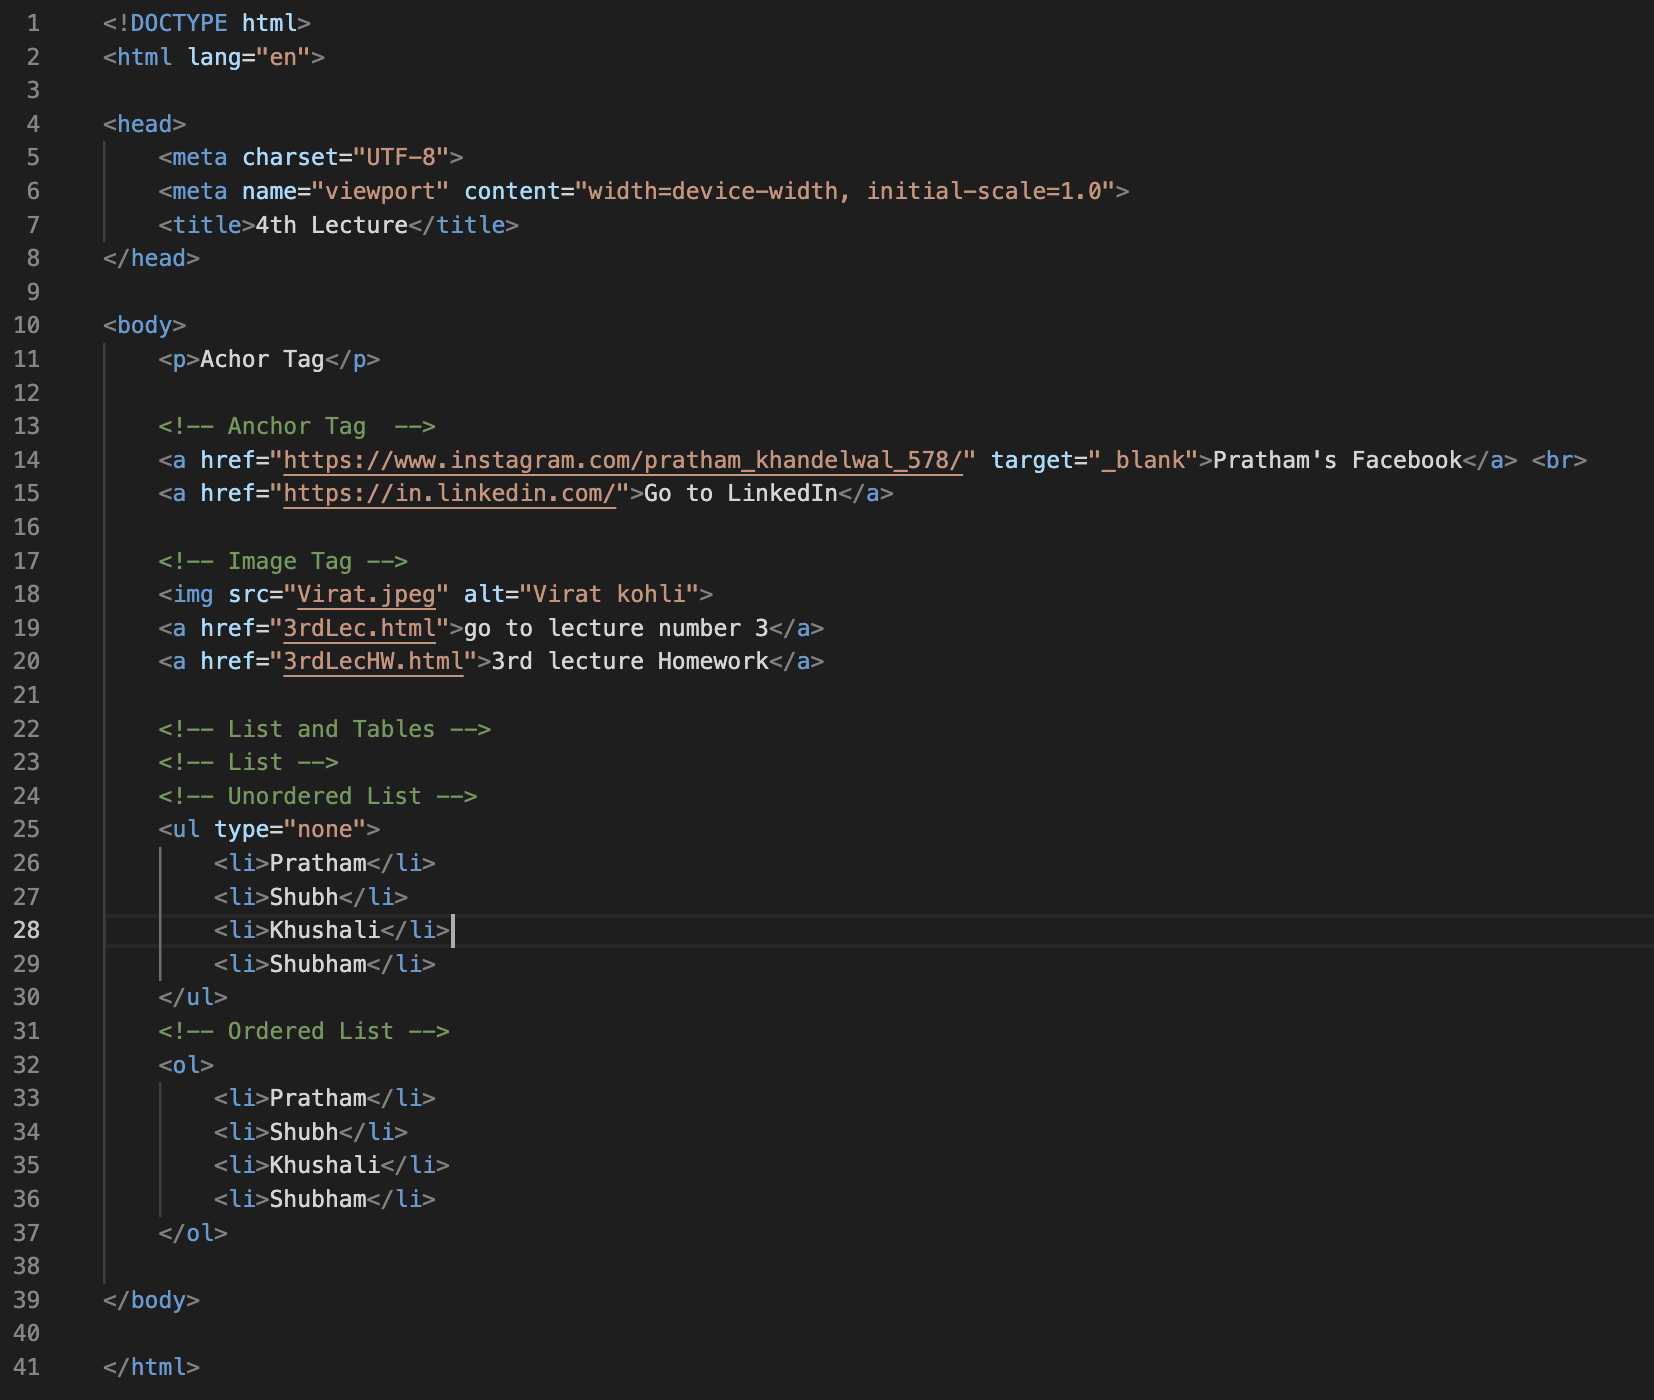 1 <!DOCTYPE html>
2 <html lang="en">
3
4 <head>
5     <meta charset="UTF-8">
6     <meta name="viewport" content="width=device-width, initial-scale=1.0">
7     <title>4th Lecture</title>
8 </head>
9
10 <body>
11     <p>Achor Tag</p>
12
13     <!-- Anchor Tag  -->
14     <a href="https://www.instagram.com/pratham_khandelwal_578/" target="_blank">Pratham's Facebook</a> <br>
15     <a href="https://in.linkedin.com/">Go to LinkedIn</a>
16
17     <!-- Image Tag -->
18     <img src="Virat.jpeg" alt="Virat kohli">
19     <a href="3rdLec.html">go to lecture number 3</a>
20     <a href="3rdLecHW.html">3rd lecture Homework</a>
21
22     <!-- List and Tables -->
23     <!-- List -->
24     <!-- Unordered List -->
25     <ul type="none">
26         <li>Pratham</li>
27         <li>Shubh</li>
28         <li>Khushali</li>
29         <li>Shubham</li>
30     </ul>
31     <!-- Ordered List -->
32     <ol>
33         <li>Pratham</li>
34         <li>Shubh</li>
35         <li>Khushali</li>
36         <li>Shubham</li>
37     </ol>
38
39 </body>
40
41 </html>